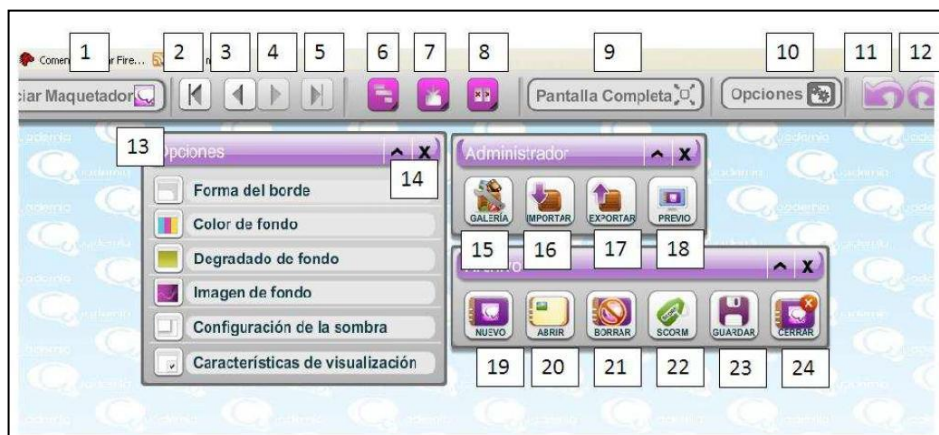 1 2 3 4 5 6 7 8 9 10 11 12
Fire...
Maquetador
Pantalla Completa
Opciones
13
14
Forma del borde
Color de fondo
Degradado de fondo
Imagen de fondo
Configuración de la sombra
Características de visualización
Administrador
GALERÍA IMPORTAR EXPORTAR PREVIO
15 16 17 18
NUEVO ABRIR BORRAR SCORM GUARDAR CERRAR
19 20 21 22 23 24